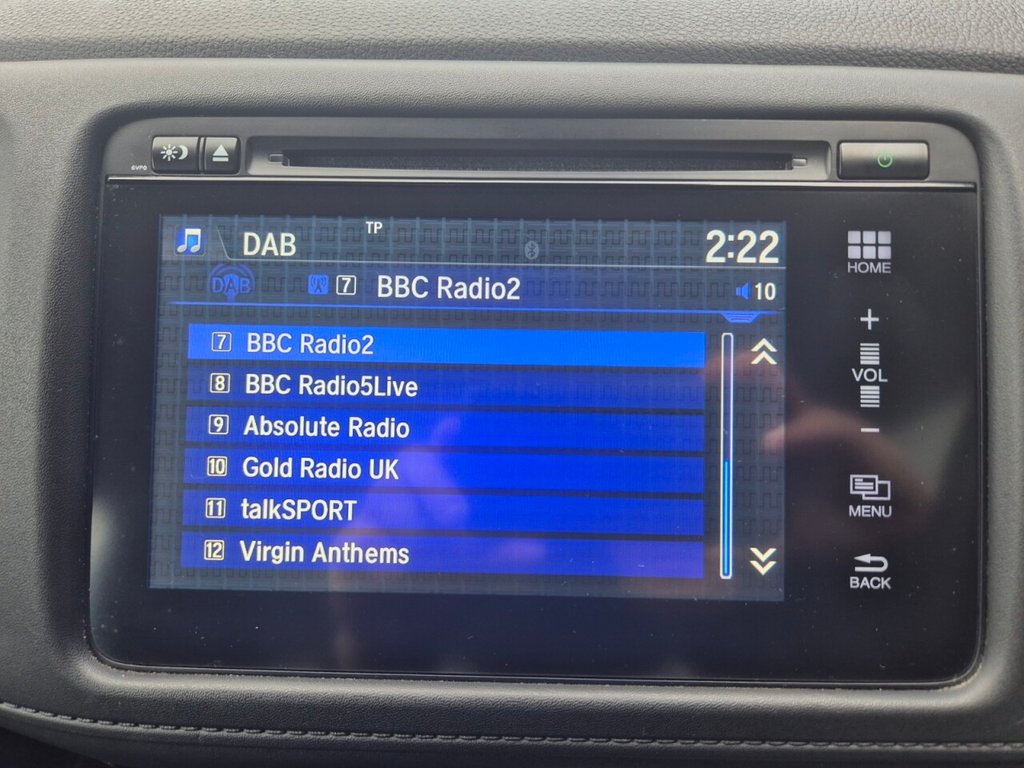 TP
DAB 2:22
HOME
DAB 7 BBC Radio2 10
7 BBC Radio2
+
8 BBC Radio5Live
VOL
9 Absolute Radio
-
10 Gold Radio UK
11 talkSPORT
MENU
12 Virgin Anthems
BACK